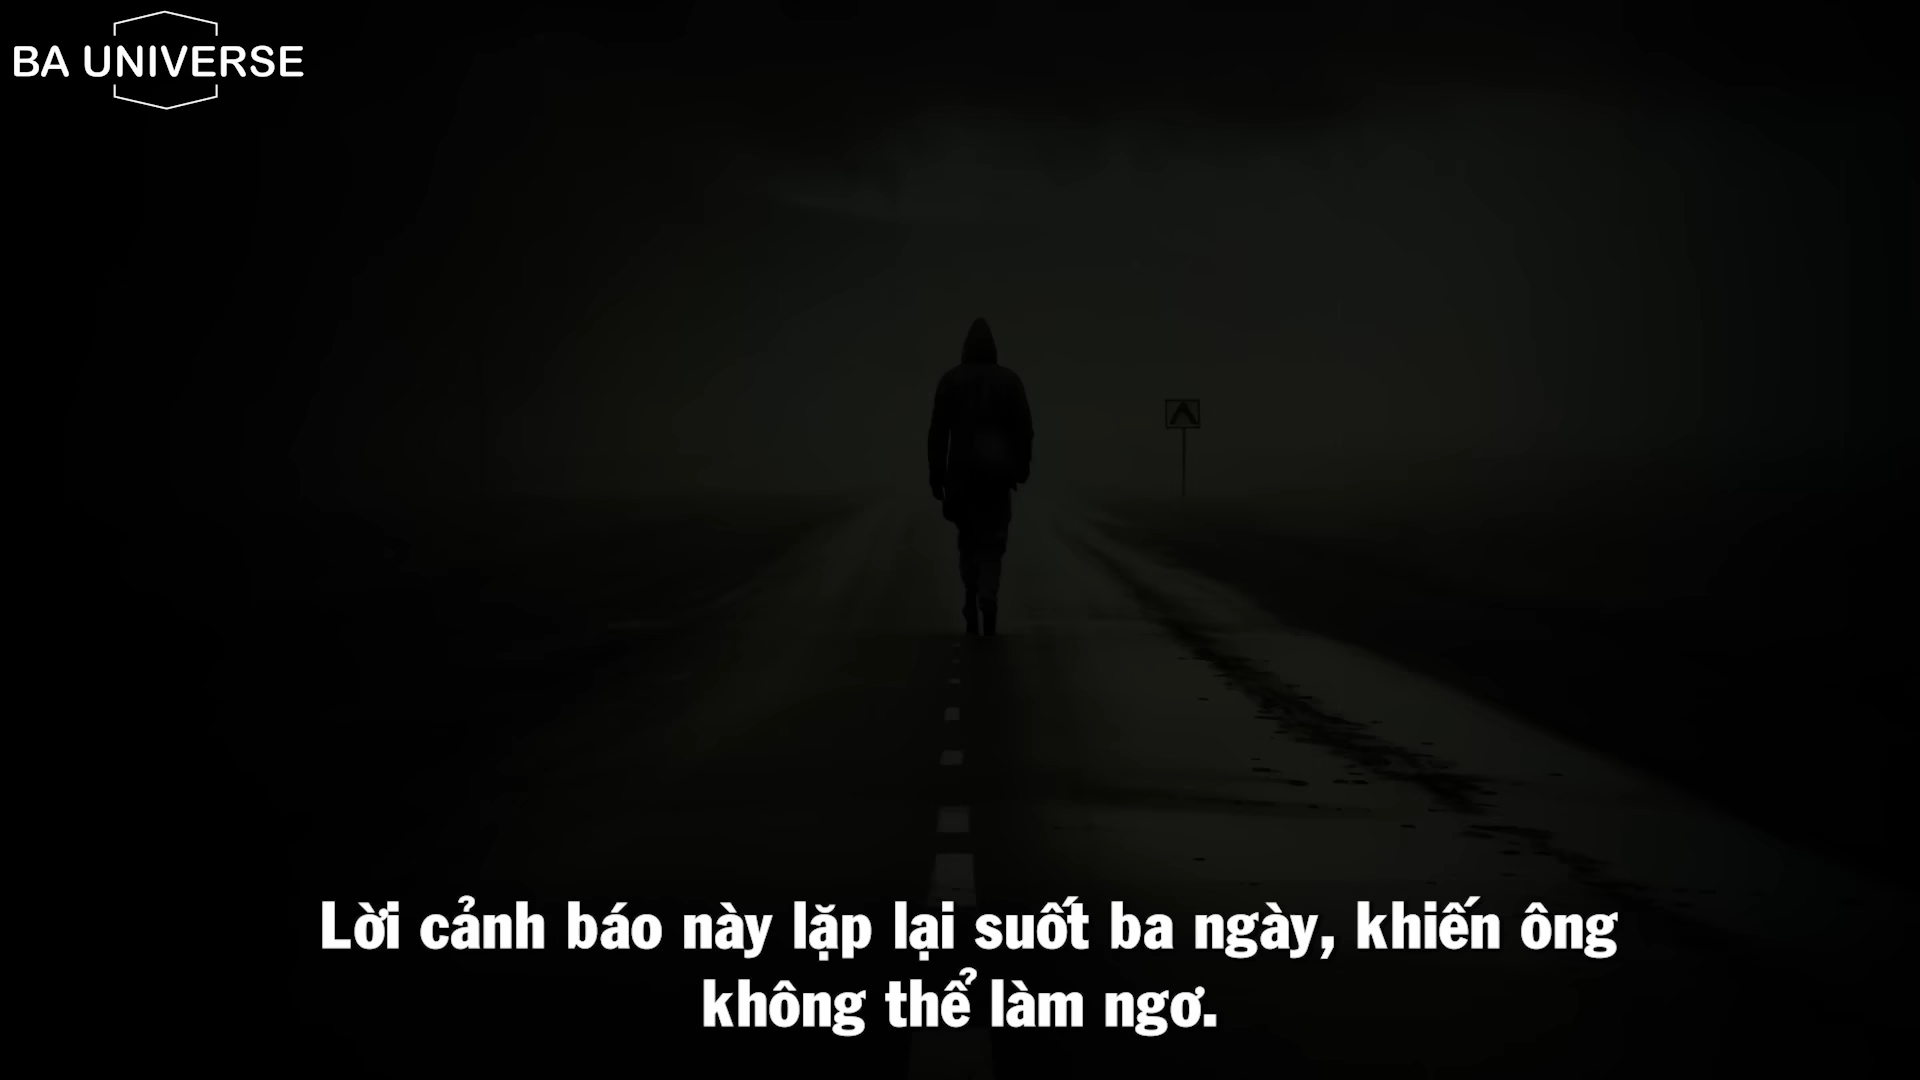 BA UNIVERSE
Lời cảnh báo này lặp lại suốt ba ngày, khiến ông
không thể làm ngơ.